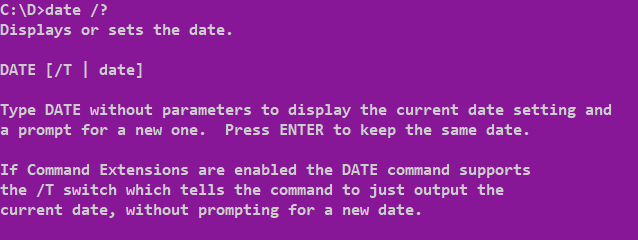 C:\D>date /?
Displays or sets the date.
DATE [/T | date]
Type DATE without parameters to display the current date setting and
a prompt for a new one.  Press ENTER to keep the same date.
If Command Extensions are enabled the DATE command supports
the /T switch which tells the command to just output the
current date, without prompting for a new date.